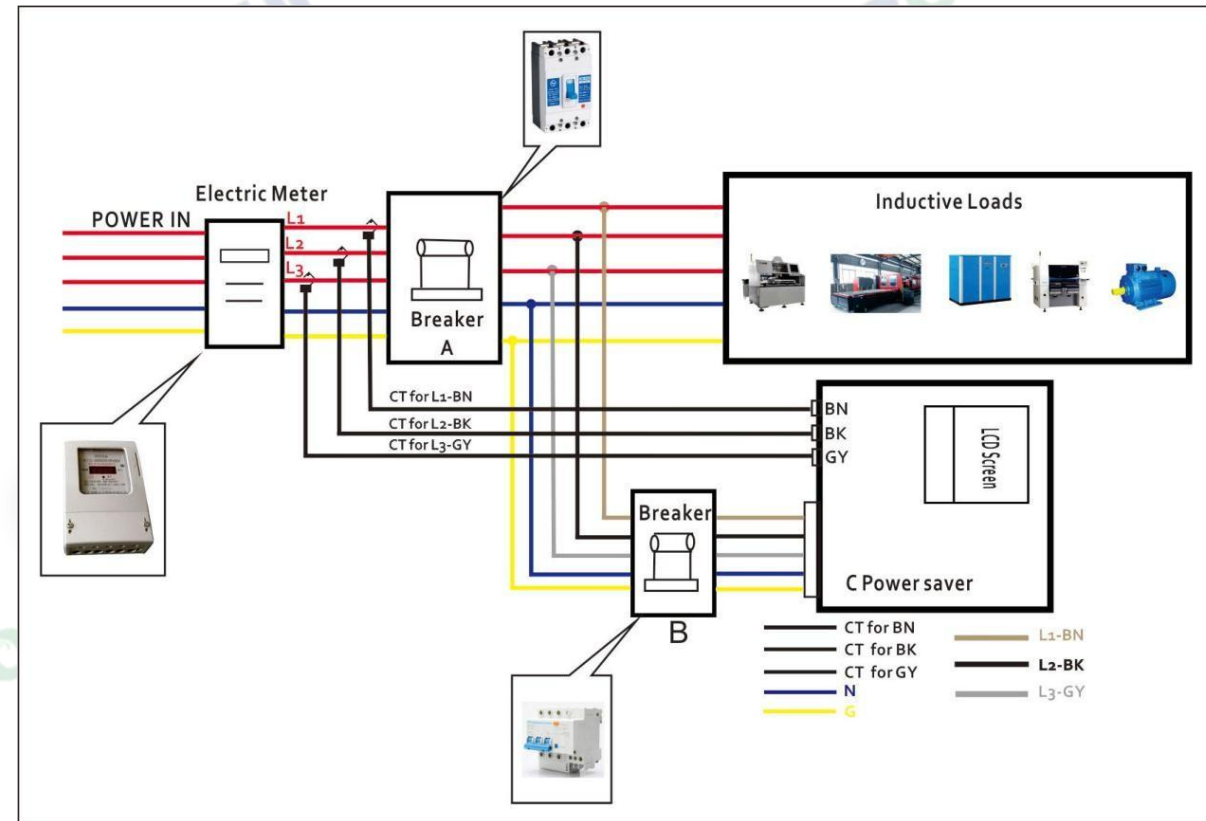 Electric Meter
POWER IN
L1
L2
L3
Breaker
A
Inductive Loads
CT for L1-BN
CT for L2-BK
CT for L3-GY
BN
BK
GY
LCD Screen
Breaker
B
C Power saver
CT for BN
CT for BK
CT for GY
N
G
L1-BN
L2-BK
L3-GY